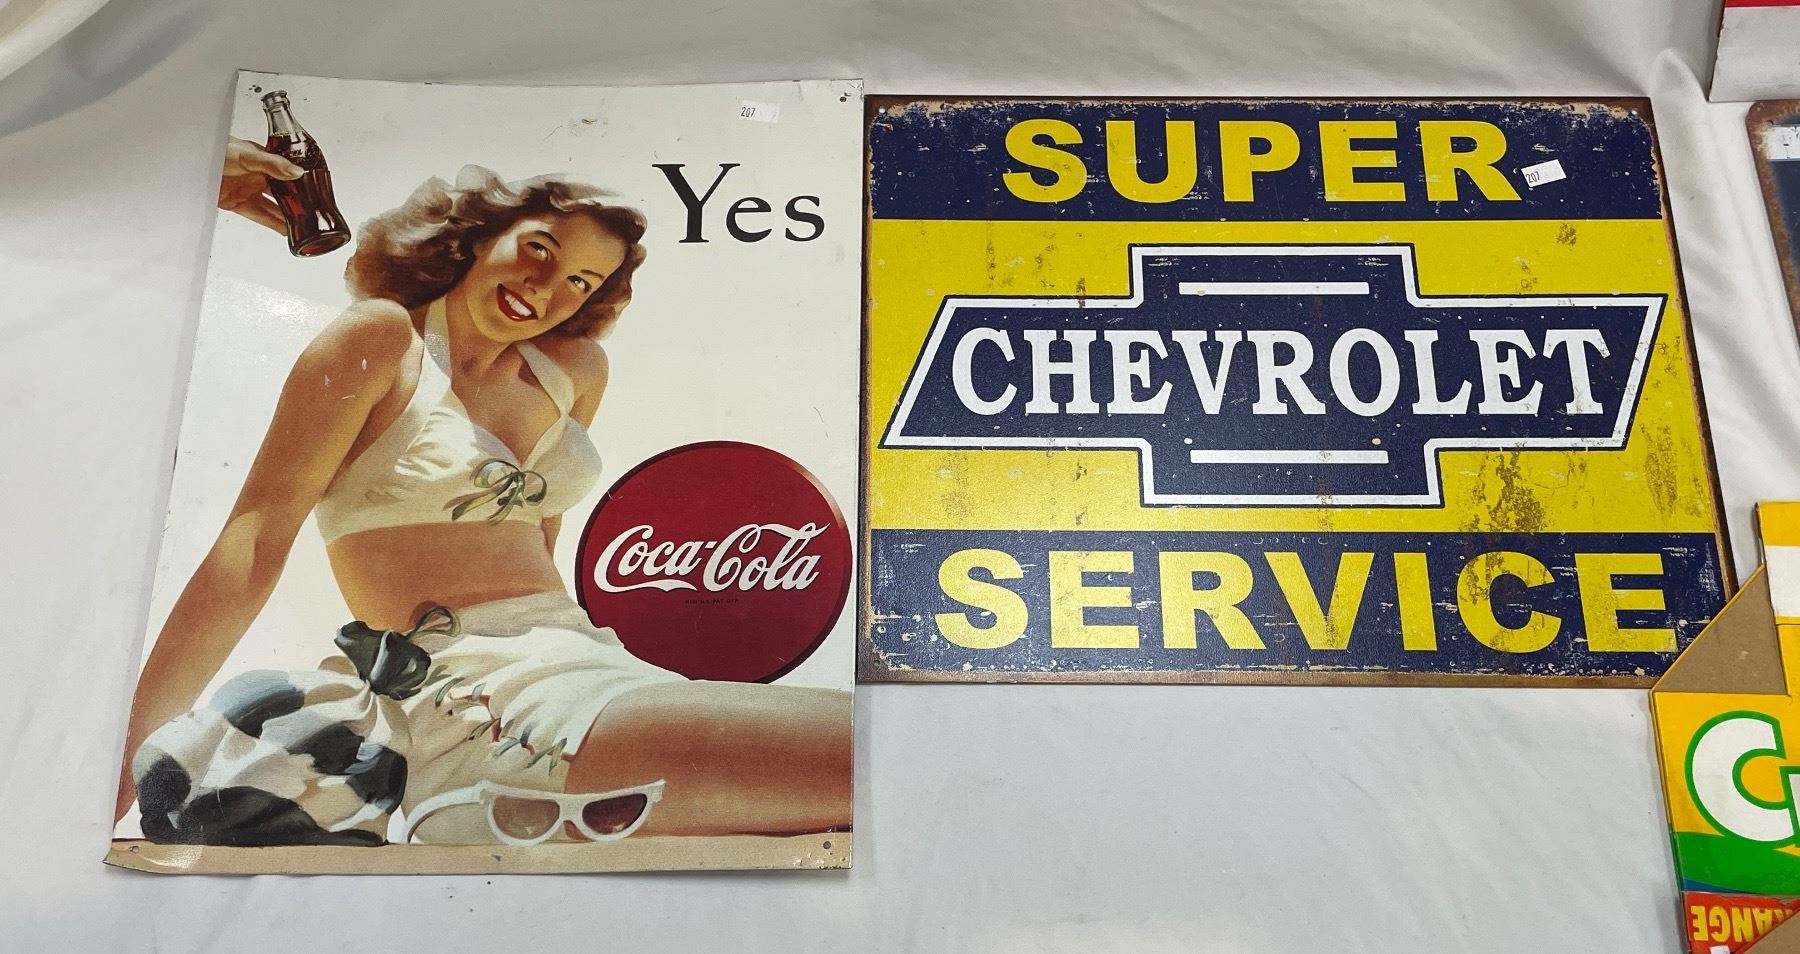 207
Yes
Coca-Cola
REG. U.S. PAT. OFF.
SUPER
207
CHEVROLET
SERVICE